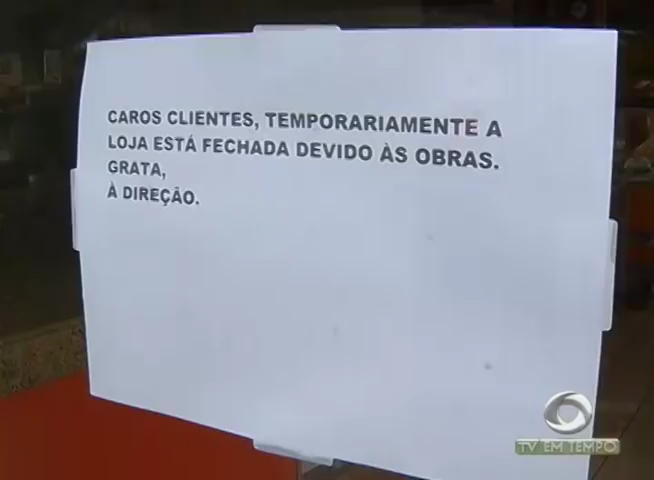 CAROS CLIENTES, TEMPORARIAMENTE A
LOJA ESTÁ FECHADA DEVIDO ÀS OBRAS.
GRATA,
À DIREÇÃO.
TV EM TEMPO